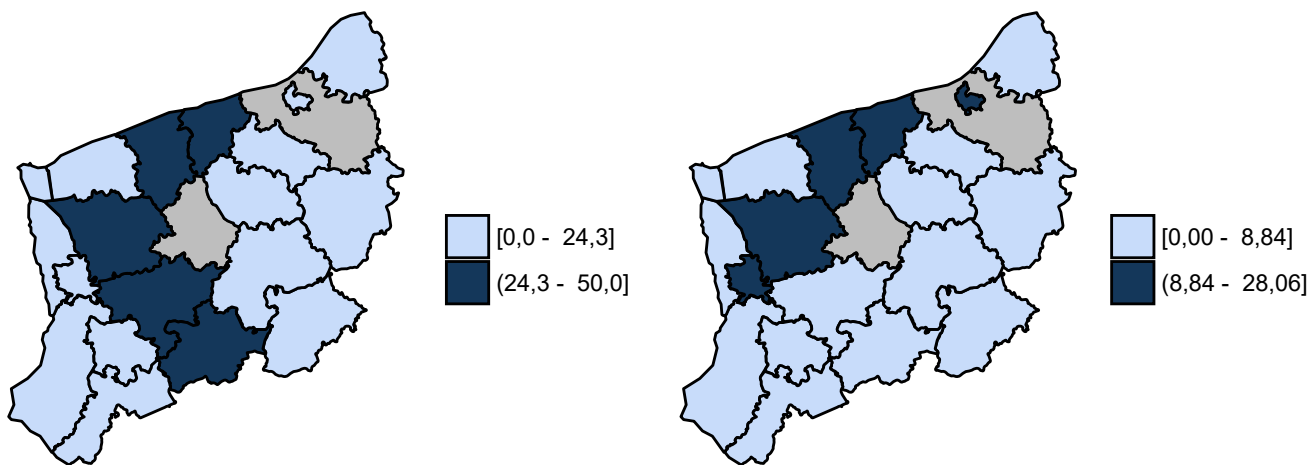 [0,0 - 24,3]
(24,3 - 50,0]
[0,00 - 8,84]
(8,84 - 28,06]